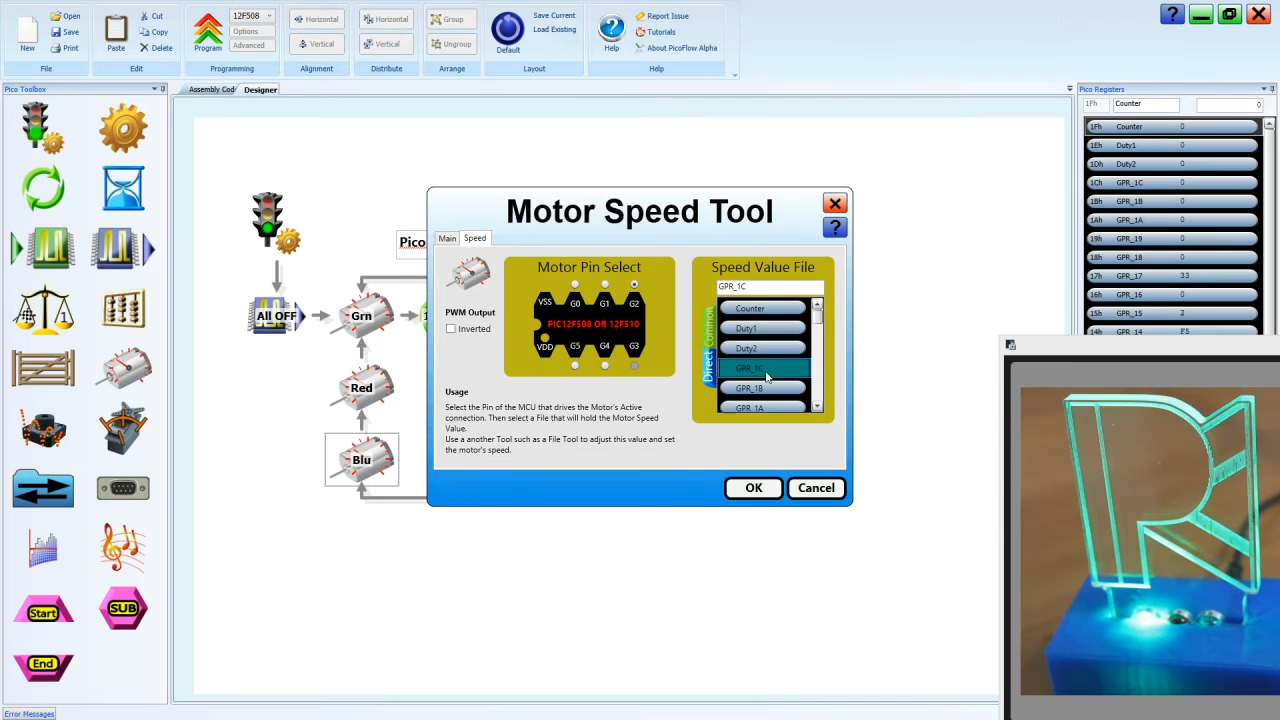 Open
Save
Print
New
File
Cut
Copy
Delete
Paste
Edit
12F508
Options
Advanced
Program
Programming
Horizontal
Vertical
Alignment
Horizontal
Vertical
Distribute
Group
Ungroup
Arrange
Save Current
Load Existing
Default
Layout
Report Issue
Tutorials
About PicoFlow Alpha
Help
Help
Pico Toolbox
Assembly Cod
Designer
Pico Registers
1Fh Counter 0
1Fh Counter 0
1Eh Duty1 0
1Dh Duty2 0
1Ch GPR_1C 0
1Bh GPR_1B 0
1Ah GPR_1A 0
19h GPR_19 0
18h GPR_18 0
17h GPR_17 33
16h GPR_16 0
15h GPR_15 2
14h GPR_14 F5
Start
SUB
End
Error Messages
Pico
All OFF
Grn
Red
Blu
Motor Speed Tool
Main
Speed
PWM Output
Inverted
Motor Pin Select
VSS G0 G1 G2
PIC12F508 OR 12F510
VDD G5 G4 G3
Usage
Select the Pin of the MCU that drives the Motor's Active
connection. Then select a File that will hold the Motor Speed
Value.
Use a another Tool such as a File Tool to adjust this value and set
the motor's speed.
Speed Value File
GPR_1C
Common
Direct
Counter
Duty1
Duty2
GPR_1C
GPR_1B
GPR_1A
OK
Cancel